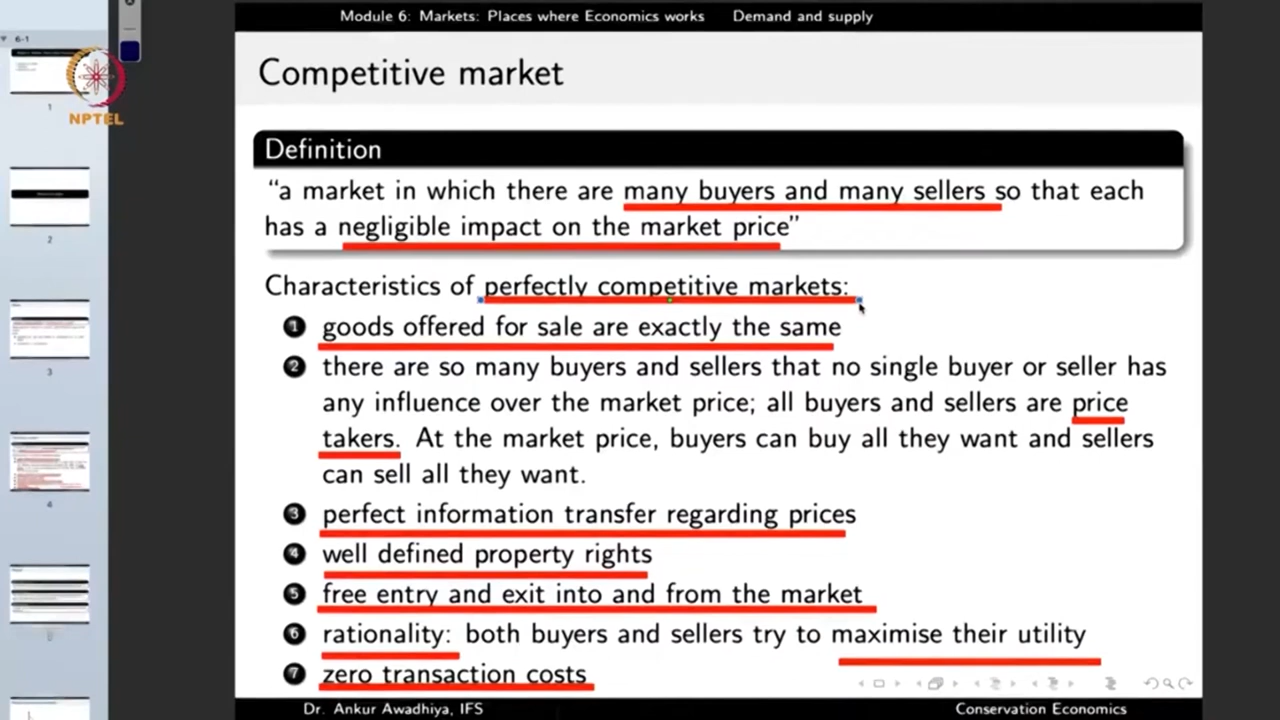 Module 6: Markets: Places where Economics works Demand and supply
6-1
NPTEL
Competitive market
Definition
“a market in which there are many buyers and many sellers so that each
has a negligible impact on the market price”
Characteristics of perfectly competitive markets:
1 goods offered for sale are exactly the same
2 there are so many buyers and sellers that no single buyer or seller has
any influence over the market price; all buyers and sellers are price
takers. At the market price, buyers can buy all they want and sellers
can sell all they want.
3 perfect information transfer regarding prices
4 well defined property rights
5 free entry and exit into and from the market
6 rationality: both buyers and sellers try to maximise their utility
7 zero transaction costs
1
2
3
4
Dr. Ankur Awadhiya, IFS Conservation Economics